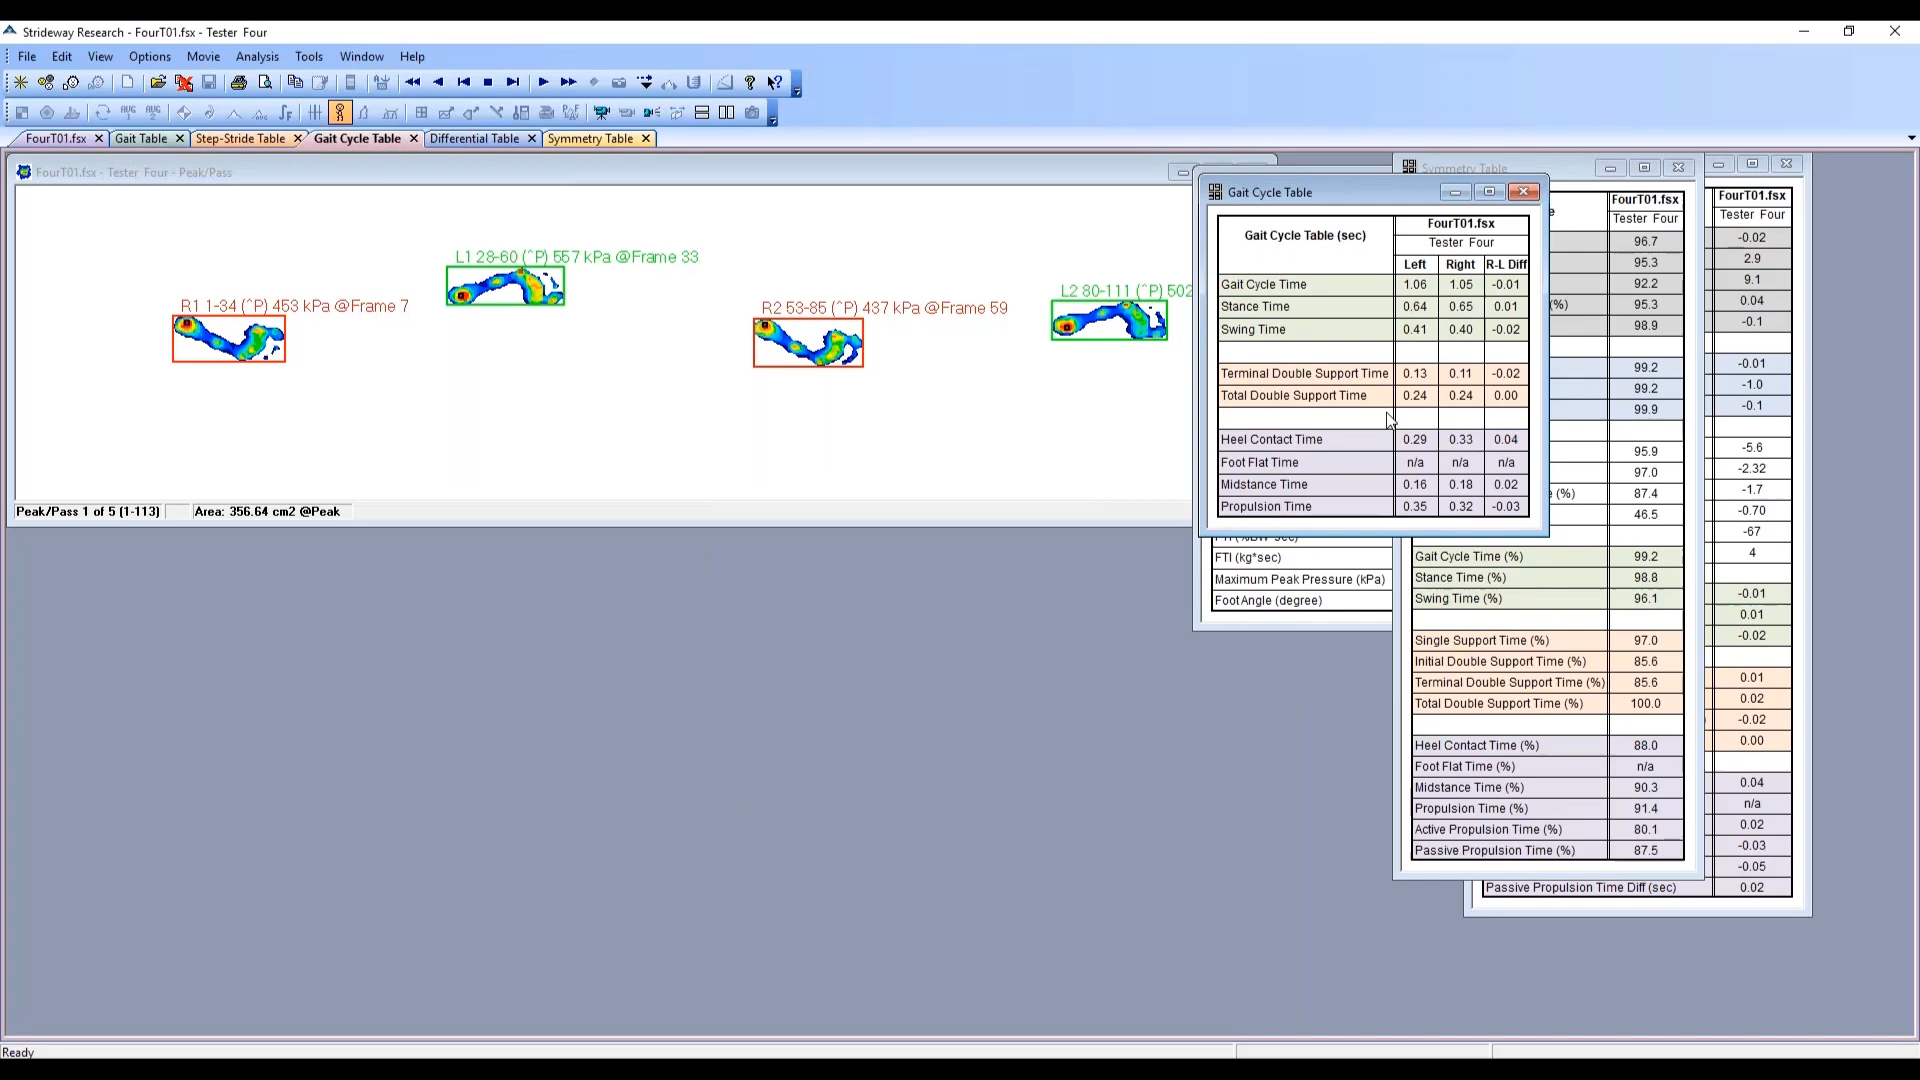 Strideway Research - FourT01.fsx - Tester Four
File Edit View Options Movie Analysis Tools Window Help
FourT01.fsx Gait Table Step-Stride Table Gait Cycle Table Differential Table Symmetry Table
FourT01.fsx - Tester Four - Peak/Pass
R1 1-34 (^P) 453 kPa @Frame 7
L1 28-60 (^P) 557 kPa @Frame 33
R2 53-85 (^P) 437 kPa @Frame 59
L2 80-111 (^P) 502
Peak/Pass 1 of 5 (1-113) Area: 356.64 cm2 @Peak
Gait Cycle Table
Gait Cycle Table (sec) FourT01.fsx
Tester Four
Left Right R-L Diff
Gait Cycle Time 1.06 1.05 -0.01
Stance Time 0.64 0.65 0.01
Swing Time 0.41 0.40 -0.02
Terminal Double Support Time 0.13 0.11 -0.02
Total Double Support Time 0.24 0.24 0.00
Heel Contact Time 0.29 0.33 0.04
Foot Flat Time n/a n/a n/a
Midstance Time 0.16 0.18 0.02
Propulsion Time 0.35 0.32 -0.03
FTI (kg*sec)
Maximum Peak Pressure (kPa)
Foot Angle (degree)
Symmetry Table
FourT01.fsx
Tester Four
96.7
95.3
92.2
(%) 95.3
98.9
99.2
99.2
99.9
95.9
97.0
(%) 87.4
46.5
Gait Cycle Time (%) 99.2
Stance Time (%) 98.8
Swing Time (%) 96.1
Single Support Time (%) 97.0
Initial Double Support Time (%) 85.6
Terminal Double Support Time (%) 85.6
Total Double Support Time (%) 100.0
Heel Contact Time (%) 88.0
Foot Flat Time (%) n/a
Midstance Time (%) 90.3
Propulsion Time (%) 91.4
Active Propulsion Time (%) 80.1
Passive Propulsion Time (%) 87.5
FourT01.fsx
Tester Four
-0.02
2.9
9.1
0.04
-0.1
-0.01
-1.0
-0.1
-5.6
-2.32
-1.7
-0.70
-67
4
-0.01
0.01
-0.02
0.01
0.02
-0.02
0.00
0.04
n/a
0.02
-0.03
-0.05
Passive Propulsion Time Diff (sec) 0.02
Ready